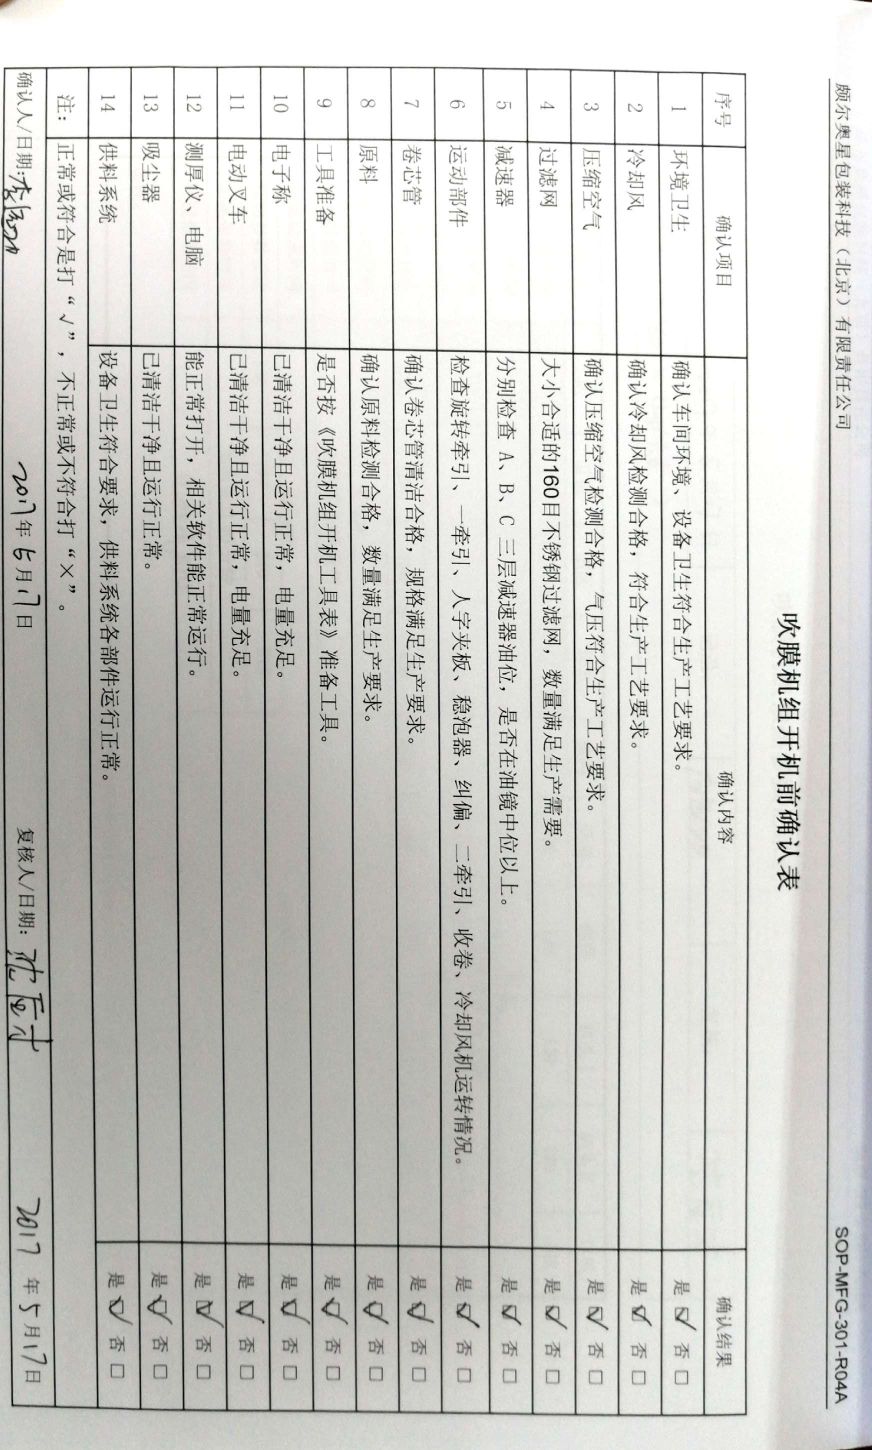 颇尔奥星包装科技（北京）有限责任公司 SOP-MFG-301-R04A
吹膜机组开机前确认表
序号 确认项目 确认内容 确认结果
1 环境卫生 确认车间环境、设备卫生符合生产工艺要求。 是 ☑ 否 □
2 冷却风 确认冷却风检测合格，符合生产工艺要求。 是 ☑ 否 □
3 压缩空气 确认压缩空气检测合格，气压符合生产工艺要求。 是 ☑ 否 □
4 过滤网 大小合适的160目不锈钢过滤网，数量满足生产需要。 是 ☑ 否 □
5 减速器 分别检查 A、B、C 三层减速器油位，是否在油镜中位以上。 是 ☑ 否 □
6 运动部件 检查旋转牵引、一牵引、人字夹板、稳泡器、纠偏、二牵引、收卷、冷却风机运转情况。 是 ☑ 否 □
7 卷芯管 确认卷芯管清洁合格，规格满足生产要求。 是 ☑ 否 □
8 原料 确认原料检测合格，数量满足生产要求。 是 ☑ 否 □
9 工具准备 是否按《吹膜机组开机工具表》准备工具。 是 ☑ 否 □
10 电子称 已清洁干净且运行正常，电量充足。 是 ☑ 否 □
11 电动叉车 已清洁干净且运行正常，电量充足。 是 ☑ 否 □
12 测厚仪、电脑 能正常打开，相关软件能正常运行。 是 ☑ 否 □
13 吸尘器 已清洁干净且运行正常。 是 ☑ 否 □
14 供料系统 设备卫生符合要求，供料系统各部件运行正常。 是 ☑ 否 □
注： 正常或符合是打“√”，不正常或不符合打“×”。
确认人/日期: 李 2017年5月17日 复核人/日期: 沈 2017 年5月17日